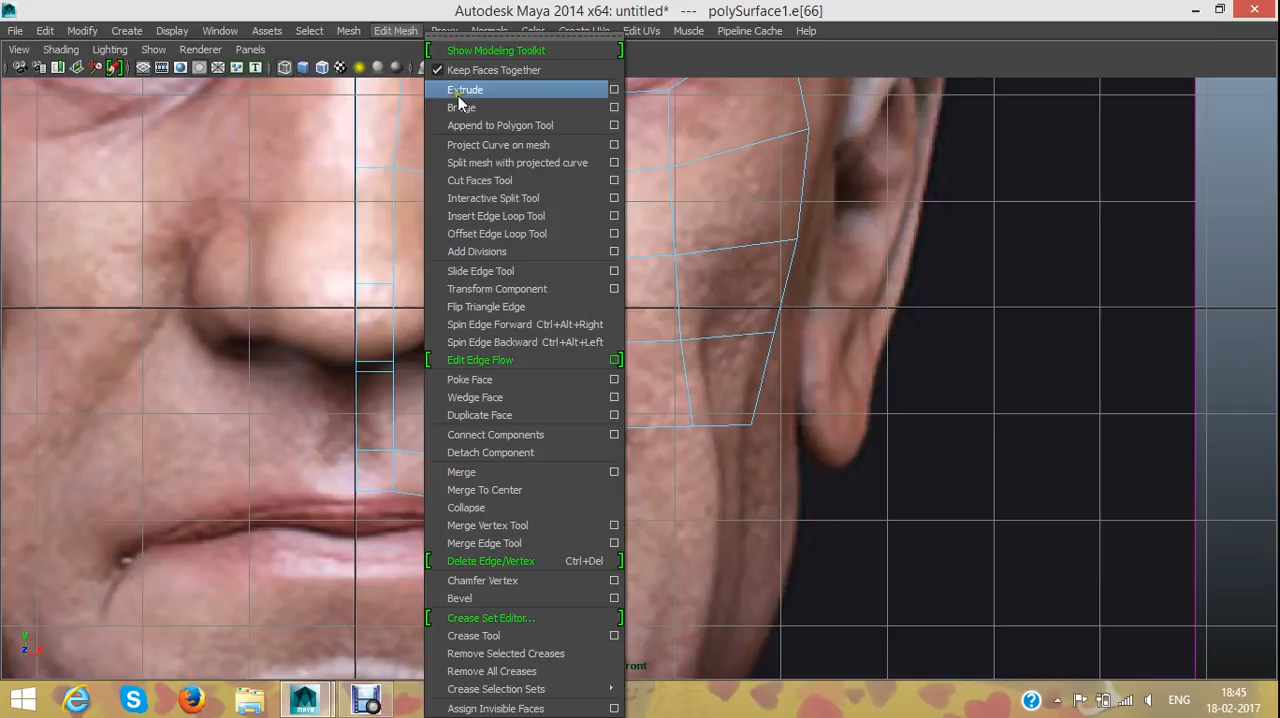 Autodesk Maya 2014 x64: untitled* --- polySurface1.e[66]
File Edit Modify Create Display Window Assets Select Mesh Edit Mesh Proxy Normals Color Create UVs Edit UVs Muscle Pipeline Cache Help
View Shading Lighting Show Renderer Panels
Show Modeling Toolkit
Keep Faces Together
Extrude
Append to Polygon Tool
Project Curve on mesh
Split mesh with projected curve
Cut Faces Tool
Interactive Split Tool
Insert Edge Loop Tool
Offset Edge Loop Tool
Add Divisions
Slide Edge Tool
Transform Component
Flip Triangle Edge
Spin Edge Forward Ctrl+Alt+Right
Spin Edge Backward Ctrl+Alt+Left
Edit Edge Flow
Poke Face
Wedge Face
Duplicate Face
Connect Components
Detach Component
Merge
Merge To Center
Collapse
Merge Vertex Tool
Merge Edge Tool
Delete Edge/Vertex Ctrl+Del
Chamfer Vertex
Bevel
Crease Set Editor...
Crease Tool
Remove Selected Creases
Remove All Creases
Crease Selection Sets
Assign Invisible Faces
y
z x
front
ENG
18:45
18-02-2017